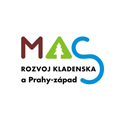 MAS
ROZVOJ KLADENSKA
a Prahy-západ